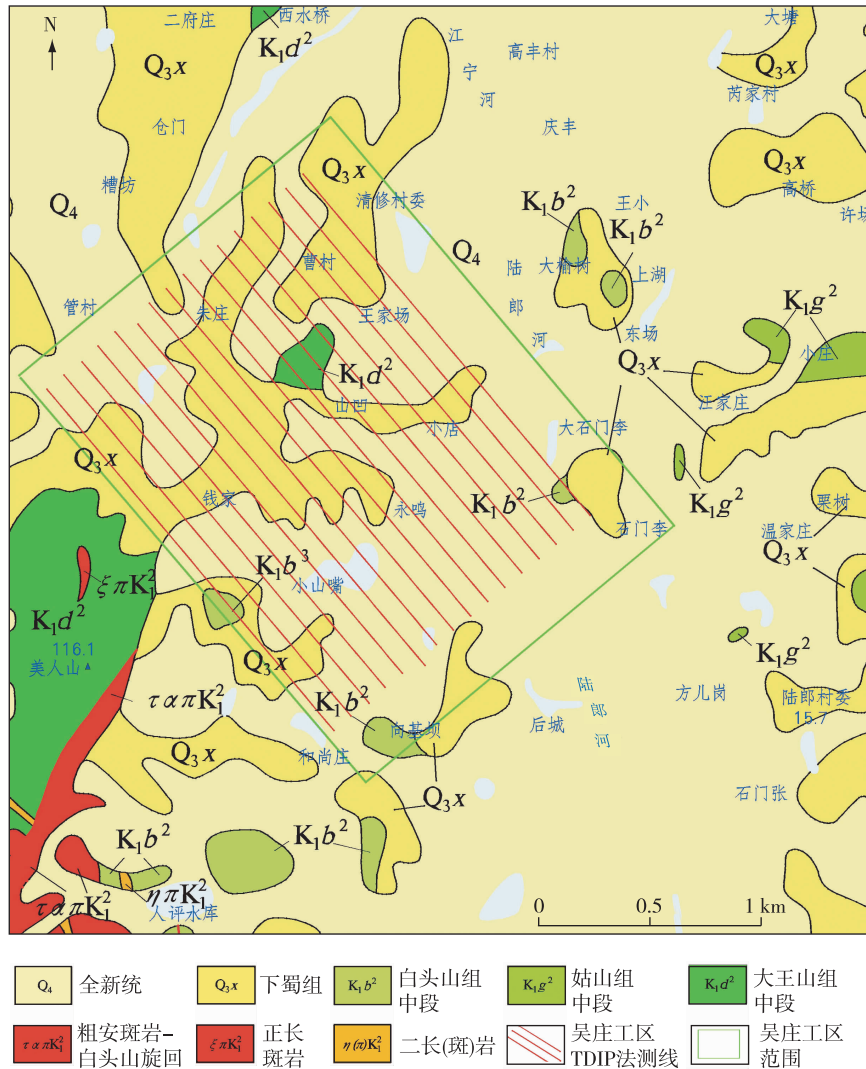 二府庄
西水桥
大塘
N
K₁d²
江
宁
河
高丰村
Q₃x
Q₃x
芮家村
仓门
庆丰
Q₃x
Q₃x
糟坊
清修村委
K₁b²
王小
高桥
许场
Q₄
Q₄
K₁b²
曹村
陆
郎
河
大榆树
上湖
管村
朱庄
王家场
东场
K₁g²
小庄
K₁d²
Q₃x
山凹
汪家庄
小店
大石门李
Q₃x
钱家
永鸣
K₁b²
石门李
K₁g²
栗树
温家庄
Q₃x
ξπK₁²
K₁b³
小山嘴
K₁d²
116.1
美人山
K₁g²
Q₃x
ταπK₁²
K₁b²
陆
郎
河
方儿岗
陆郎村委
15.7
向基坝
后城
Q₃x
和尚庄
Q₃x
石门张
K₁b²
K₁b²
ταπK₁²
ηπK₁²
人评水库
0 0.5 1 km
Q₄ 全新统
Q₃x 下蜀组
K₁b² 白头山组
中段
K₁g² 姑山组
中段
K₁d² 大王山组
中段
ταπK₁² 粗安斑岩–
白头山旋回
ξπK₁² 正长
斑岩
η(π)K₁² 二长(斑)岩
吴庄工区
TDIP法测线
吴庄工区
范围